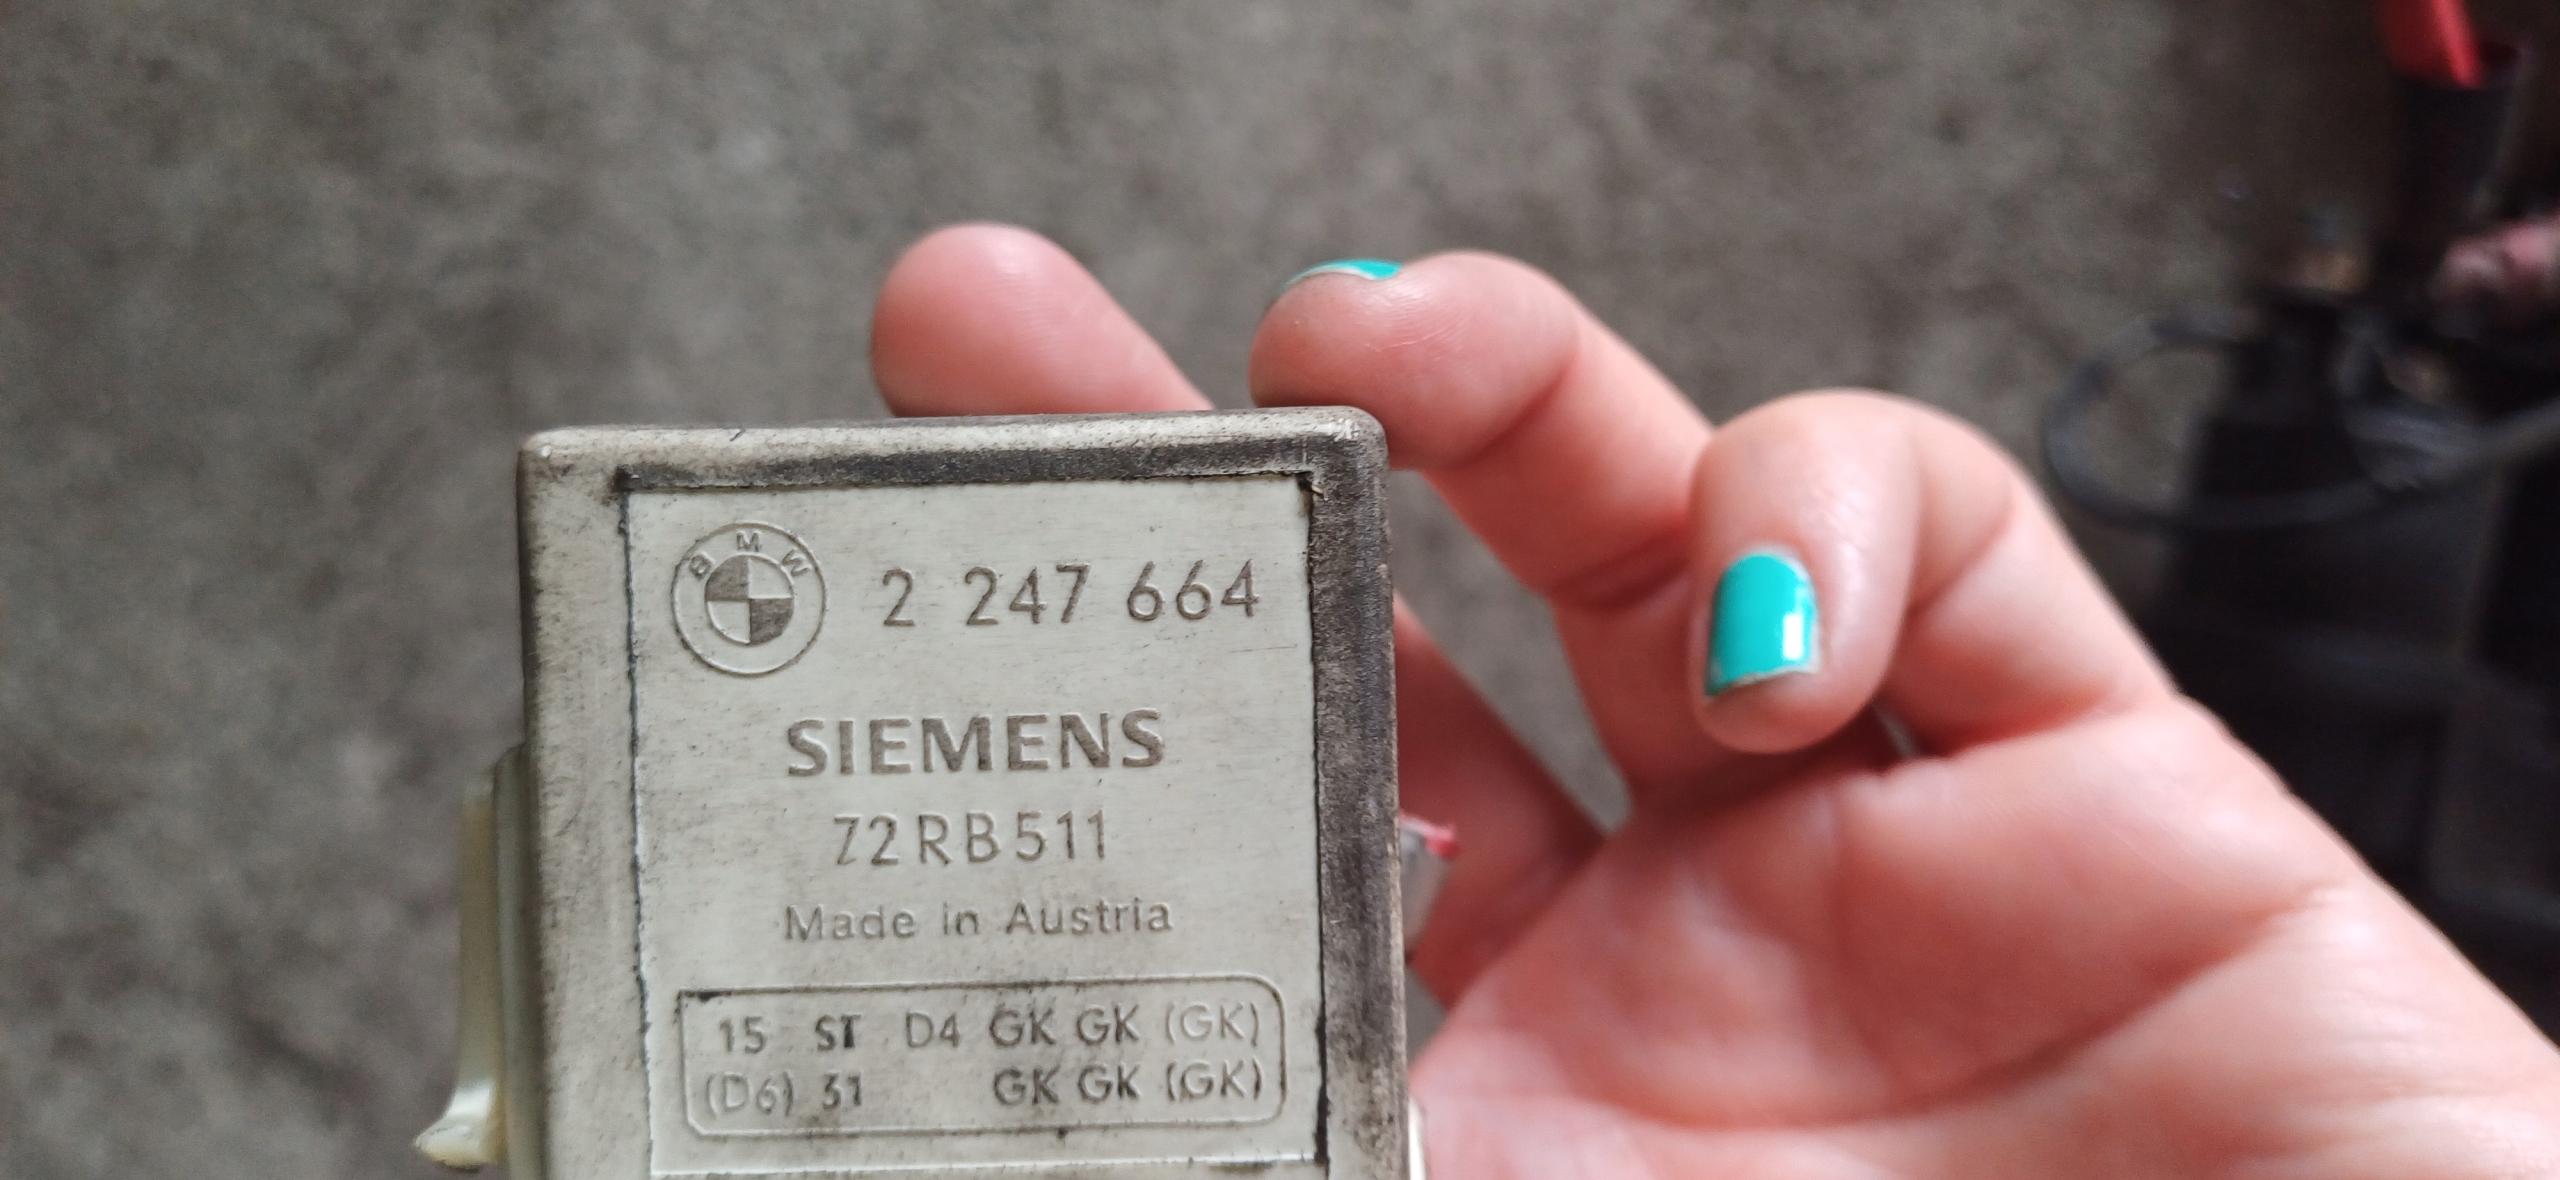 BMW 2 247 664
SIEMENS
72RB511
Made in Austria
15 ST D4 GK GK (GK)
(D6) 31 GK GK (GK)